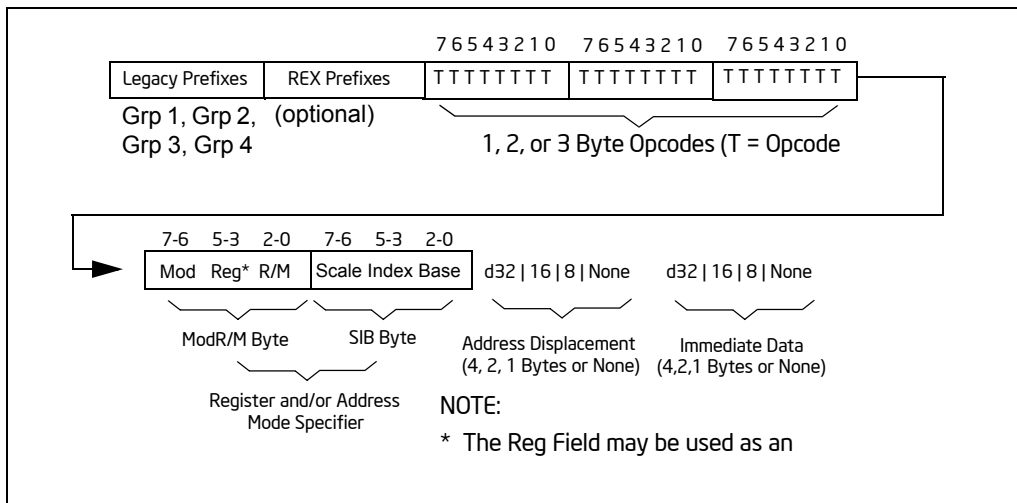 7 6 5 4 3 2 1 0 7 6 5 4 3 2 1 0 7 6 5 4 3 2 1 0
Legacy Prefixes REX Prefixes T T T T T T T T T T T T T T T T T T T T T T T T
Grp 1, Grp 2, (optional)
Grp 3, Grp 4
1, 2, or 3 Byte Opcodes (T = Opcode
7-6 5-3 2-0 7-6 5-3 2-0
Mod Reg* R/M Scale Index Base d32 | 16 | 8 | None d32 | 16 | 8 | None
ModR/M Byte SIB Byte Address Displacement Immediate Data
(4, 2, 1 Bytes or None) (4,2,1 Bytes or None)
Register and/or Address
Mode Specifier
NOTE:
* The Reg Field may be used as an